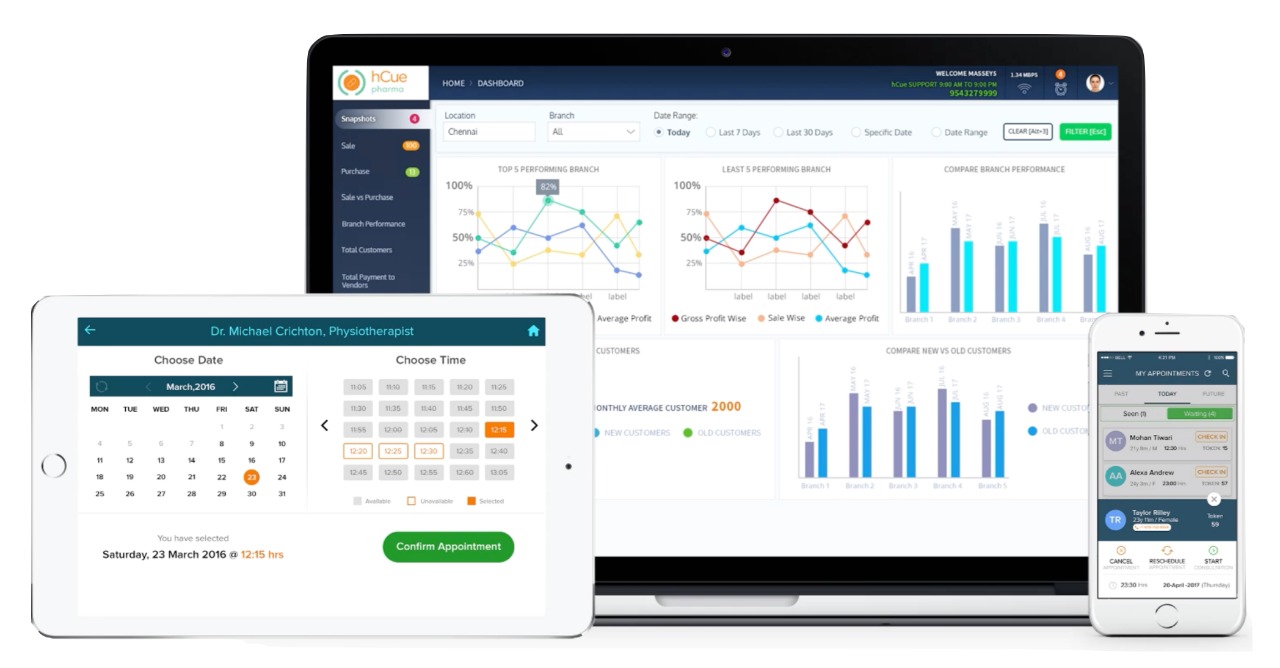 hCue
pharma
HOME > DASHBOARD
WELCOME MASSEYS
hCue SUPPORT 9:00 AM TO 9:00 PM
9543279999
1.34 MBPS
4
Snapshots 4
Sale 100
Purchase 13
Sale vs Purchase
Branch Performance
Total Customers
Total Payment to
Vendors
Location
Chennai
Branch
All
Date Range:
Today Last 7 Days Last 30 Days Specific Date Date Range
CLEAR [Alt+3]
FILTER [Esc]
TOP 5 PERFORMING BRANCH
100%
82%
75%
50%
25%
label label
Average Profit
LEAST 5 PERFORMING BRANCH
100%
75%
50%
25%
label label label label
Gross Profit Wise Sale Wise Average Profit
COMPARE BRANCH PERFORMANCE
APR 16 APR 17 MAY 16 MAY 17 JUN 16 JUN 17 JUL 16 JUL 17 AUG 16 AUG 17
Branch 1 Branch 2 Branch 3 Branch 4
CUSTOMERS
MONTHLY AVERAGE CUSTOMER 2000
NEW CUSTOMERS OLD CUSTOMERS
COMPARE NEW VS OLD CUSTOMERS
APR 16 APR 17 MAY 16 MAY 17 JUN 16 JUN 17 JUL 16 JUL 17 AUG 16 AUG 17
Branch 1 Branch 2 Branch 3 Branch 4 Branch 5
NEW CUSTO
OLD CUSTO
Dr. Michael Crichton, Physiotherapist
Choose Date
March,2016
MON TUE WED THU FRI SAT SUN
1 2 3
4 5 6 7 8 9 10
11 12 13 14 15 16 17
18 19 20 21 22 23 24
25 26 27 28 29 30 31
Choose Time
11:05 11:10 11:15 11:20 11:25
11:30 11:35 11:40 11:45 11:50
11:55 12:00 12:05 12:10 12:15
12:20 12:25 12:30 12:35 12:40
12:45 12:50 12:55 12:60 13:05
Available Unavailable Selected
You have selected
Saturday, 23 March 2016 @ 12:15 hrs
Confirm Appointment
4:21 PM
100%
MY APPOINTMENTS
PAST TODAY FUTURE
Seen (1) Waiting (4)
MT
Mohan Tiwari
CHECK IN
12:30 Hrs
TOKEN: 15
AA
Alexa Andrew
CHECK IN
23:00 Hrs
TOKEN: 57
TR
Taylor Rilley
23y 11m / Female
Token
59
CANCEL
APPOINTMENT
RESCHEDULE
APPOINTMENT
START
CONSULTATION
23:30 Hrs 20-April-2017 (Thursday)